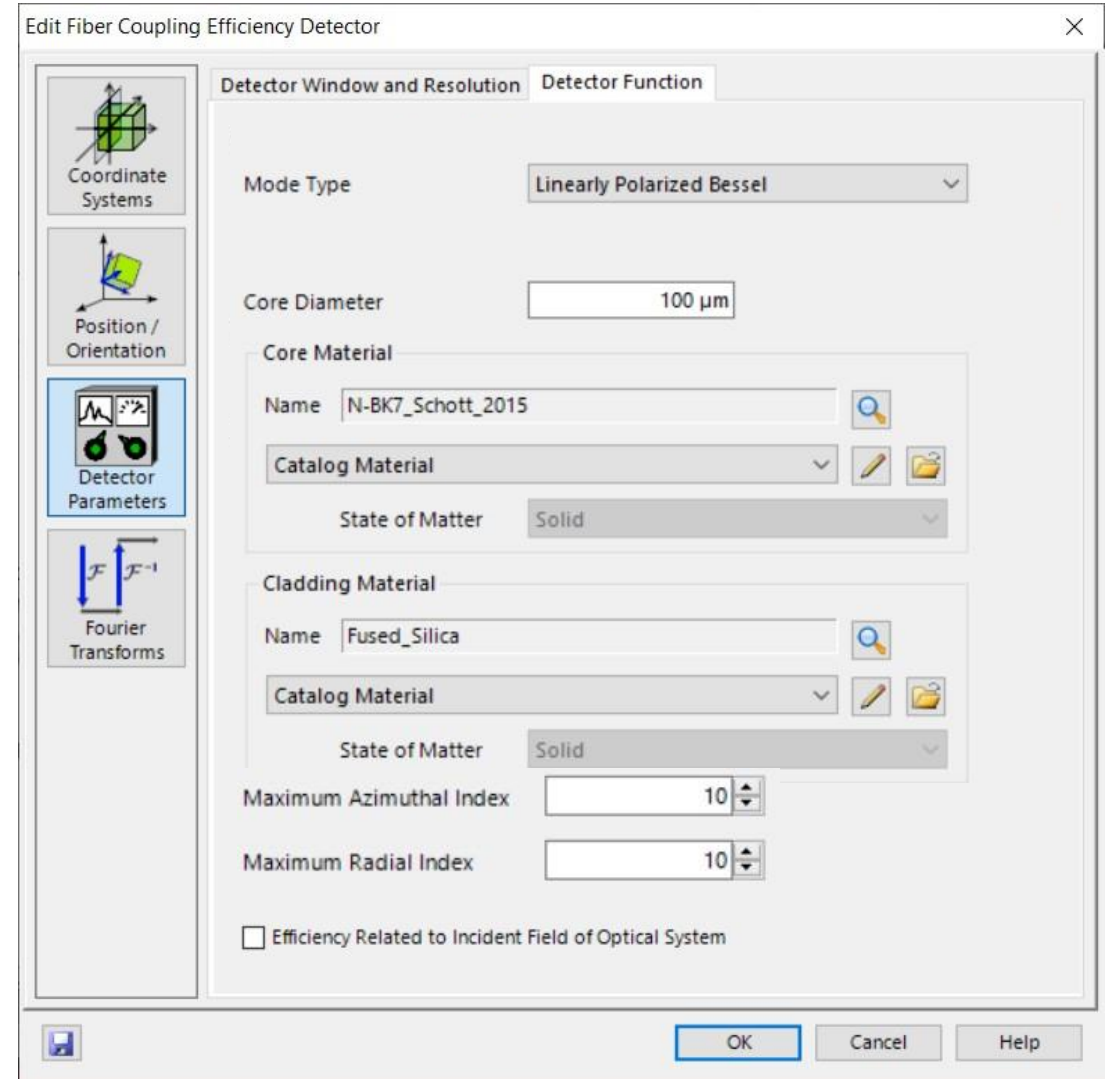 Edit Fiber Coupling Efficiency Detector
Coordinate
Systems
Position /
Orientation
Detector
Parameters
ℱ ℱ⁻¹
Fourier
Transforms
Detector Window and Resolution
Detector Function
Mode Type
Linearly Polarized Bessel
Core Diameter
100 µm
Core Material
Name
N-BK7_Schott_2015
Catalog Material
State of Matter
Solid
Cladding Material
Name
Fused_Silica
Catalog Material
State of Matter
Solid
Maximum Azimuthal Index
10
Maximum Radial Index
10
Efficiency Related to Incident Field of Optical System
OK
Cancel
Help